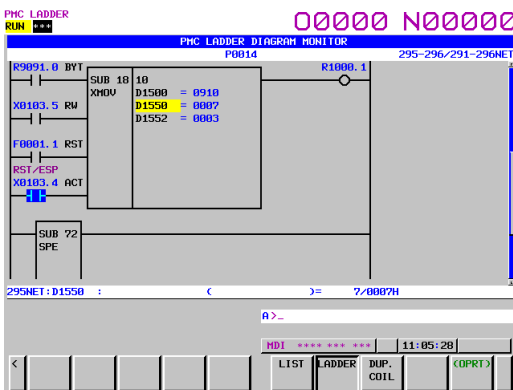 PMC LADDER
RUN ***
O0000 N00000
PMC LADDER DIAGRAM MONITOR
P0014 295-296/291-296NET
R9091.0 BYT R1000.1
SUB 18 10
XMOV D1500 = 0910
X0103.5 RW D1550 = 0007
D1552 = 0003
F0001.1 RST
RST/ESP
X0103.4 ACT
SUB 72
SPE
295NET:D1550 : ( )= 7/0007H
A>_
MDI **** *** *** 11:05:28
< LIST LADDER DUP. COIL (OPRT)